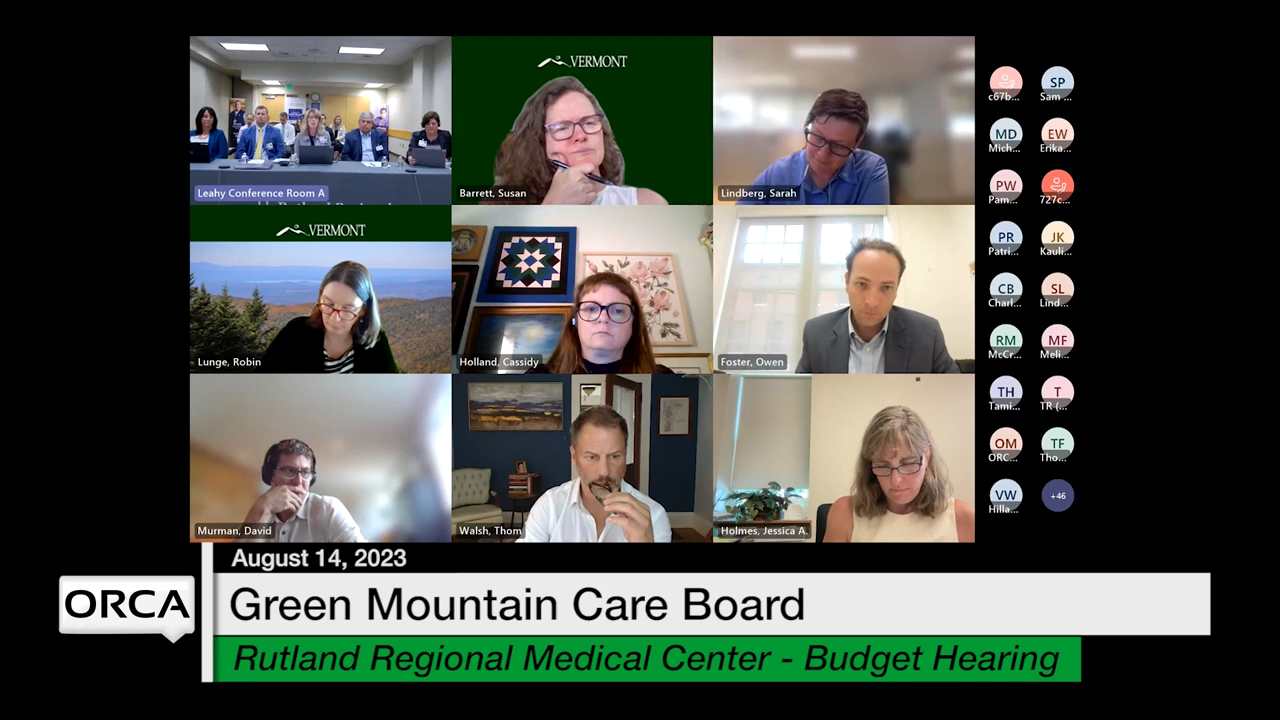 VERMONT
Leahy Conference Room A
Barrett, Susan
Lindberg, Sarah
VERMONT
Lunge, Robin
Holland, Cassidy
Foster, Owen
Murman, David
Walsh, Thom
Holmes, Jessica A.
c67b...
SP
Sam ...
MD
Mich...
EW
Erika...
PW
Pam...
727c...
PR
Patri...
JK
Kauli...
CB
Charl...
SL
Lind...
RM
McCr...
MF
Meli...
TH
Tami...
T
TR (...
OM
ORC...
TF
Tho...
VW
Hilla...
+46
August 14, 2023
ORCA
Green Mountain Care Board
Rutland Regional Medical Center - Budget Hearing